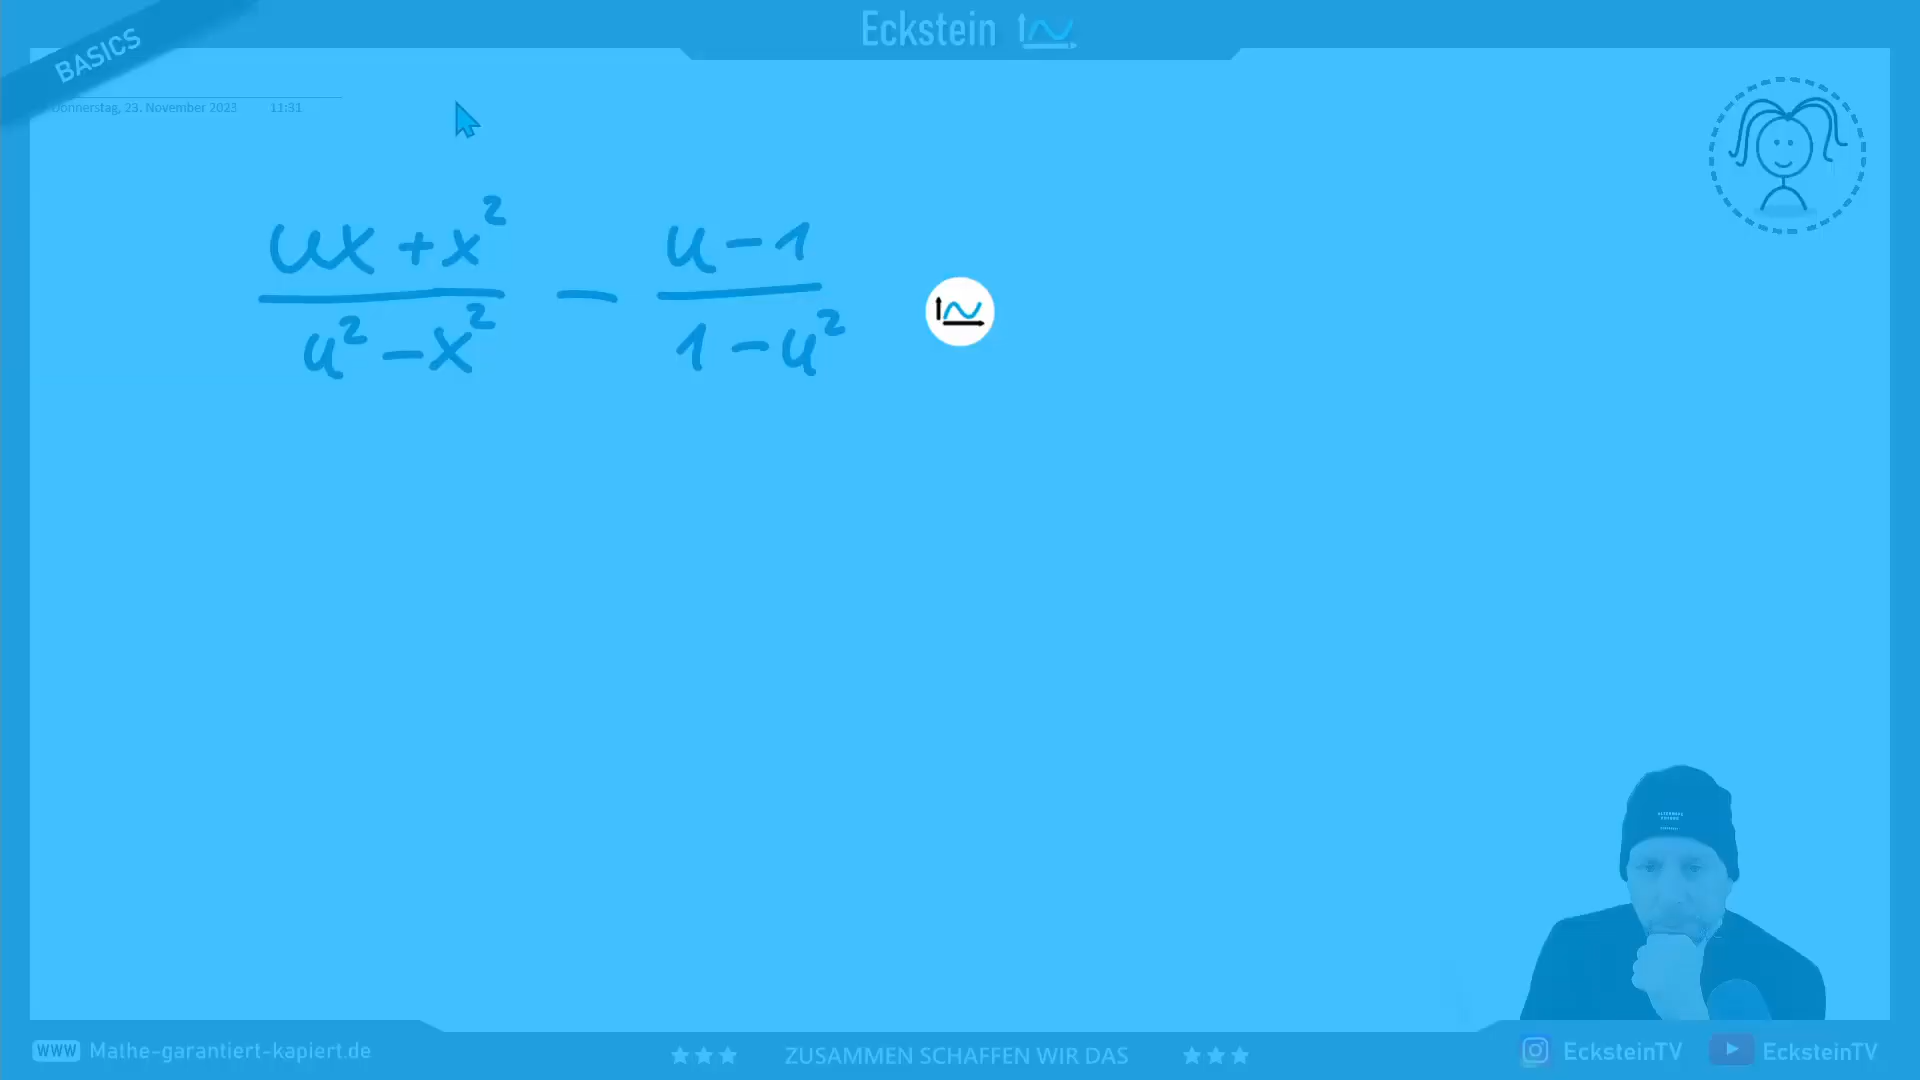 Eckstein
BASICS
Donnerstag, 23. November 2023 11:31
ux + x² / u² - x² - u - 1 / 1 - u²
www Mathe-garantiert-kapiert.de
ZUSAMMEN SCHAFFEN WIR DAS
EcksteinTV
EcksteinTV